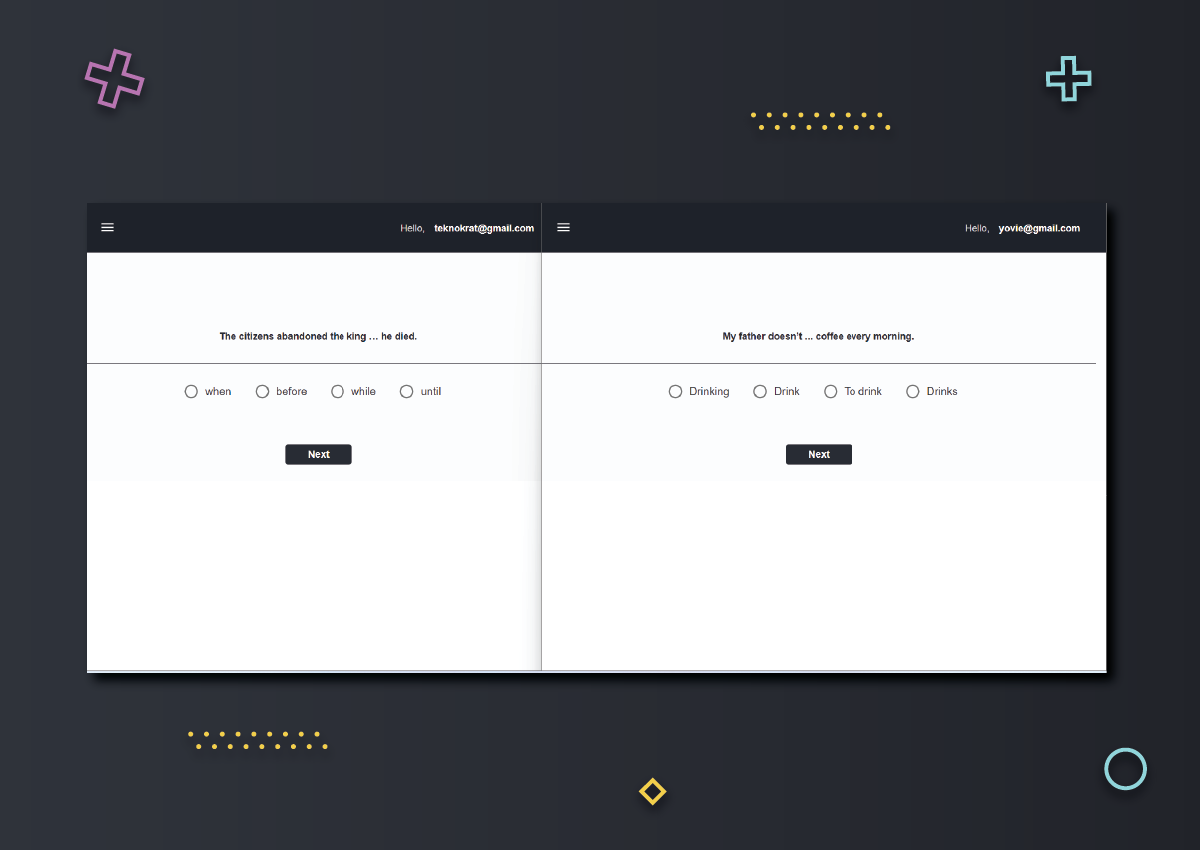 Hello, teknokrat@gmail.com
The citizens abandoned the king ... he died.
when before while until
Next
Hello, yovie@gmail.com
My father doesn't ... coffee every morning.
Drinking Drink To drink Drinks
Next